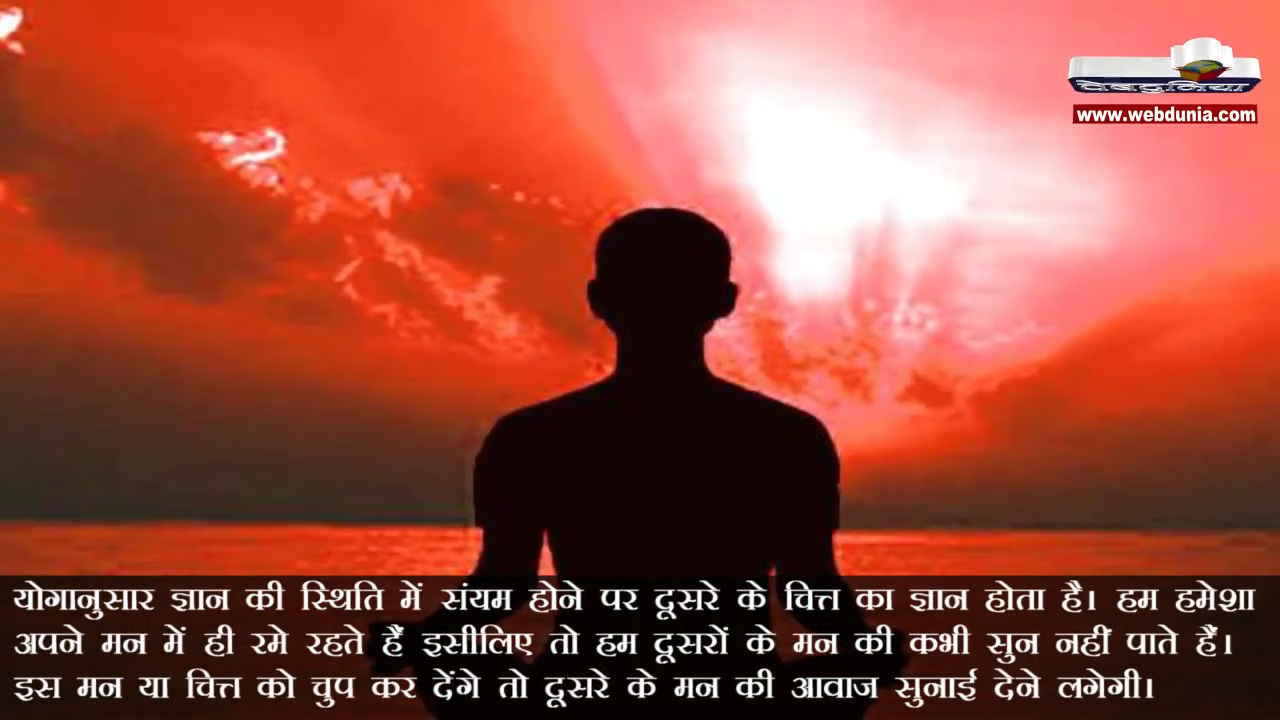 वेबदुनिया
www.webdunia.com
योगानुसार ज्ञान की स्थिति में संयम होने पर दूसरे के चित्त का ज्ञान होता है। हम हमेशा
अपने मन में ही रमे रहते हैं इसीलिए तो हम दूसरों के मन की कभी सुन नहीं पाते हैं।
इस मन या चित्त को चुप कर देंगे तो दूसरे के मन की आवाज सुनाई देने लगेगी।